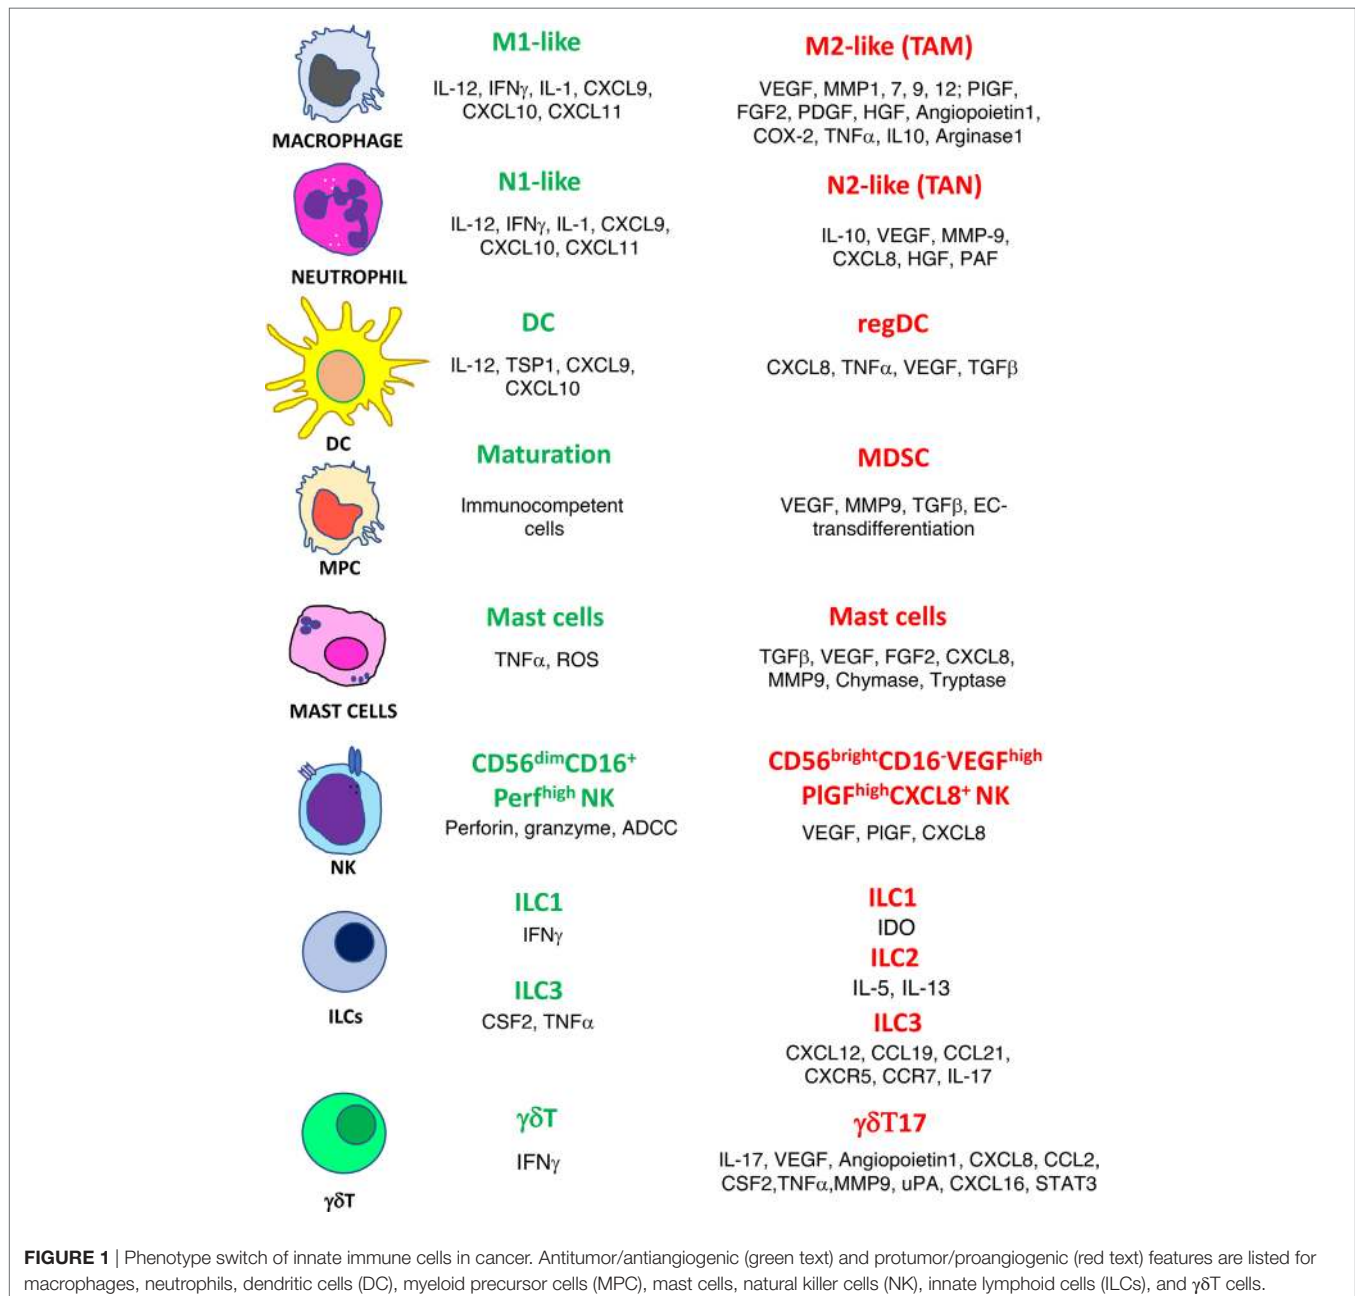 M1-like
M2-like (TAM)
IL-12, IFNγ, IL-1, CXCL9,
CXCL10, CXCL11
VEGF, MMP1, 7, 9, 12; PlGF,
FGF2, PDGF, HGF, Angiopoietin1,
COX-2, TNFα, IL10, Arginase1
MACROPHAGE
N1-like
N2-like (TAN)
IL-12, IFNγ, IL-1, CXCL9,
CXCL10, CXCL11
IL-10, VEGF, MMP-9,
CXCL8, HGF, PAF
NEUTROPHIL
DC
regDC
IL-12, TSP1, CXCL9,
CXCL10
CXCL8, TNFα, VEGF, TGFβ
DC
Maturation
MDSC
Immunocompetent
cells
VEGF, MMP9, TGFβ, EC-
transdifferentiation
MPC
Mast cells
Mast cells
TNFα, ROS
TGFβ, VEGF, FGF2, CXCL8,
MMP9, Chymase, Tryptase
MAST CELLS
CD56dimCD16+
Perfhigh NK
CD56brightCD16-VEGFhigh
PlGFhighCXCL8+ NK
Perforin, granzyme, ADCC
VEGF, PlGF, CXCL8
NK
ILC1
IFNγ
ILC3
CSF2, TNFα
ILC1
IDO
ILC2
IL-5, IL-13
ILC3
CXCL12, CCL19, CCL21,
CXCR5, CCR7, IL-17
ILCs
γδT
γδT17
IFNγ
IL-17, VEGF, Angiopoietin1, CXCL8, CCL2,
CSF2,TNFα,MMP9, uPA, CXCL16, STAT3
γδT
FIGURE 1 | Phenotype switch of innate immune cells in cancer. Antitumor/antiangiogenic (green text) and protumor/proangiogenic (red text) features are listed for
macrophages, neutrophils, dendritic cells (DC), myeloid precursor cells (MPC), mast cells, natural killer cells (NK), innate lymphoid cells (ILCs), and γδT cells.